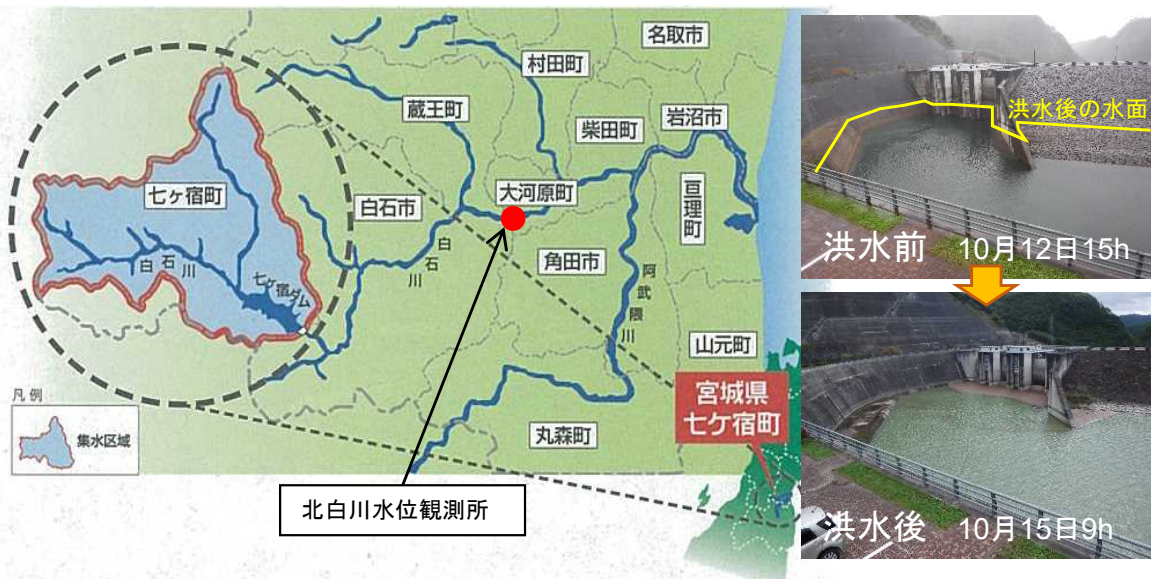 名取市
村田町
蔵王町
岩沼市
柴田町
七ヶ宿町
白石市
大河原町
亘理町
白石川
白石川
七ヶ宿ダム
角田市
阿武隈川
山元町
丸森町
宮城県
七ケ宿町
凡例
集水区域
北白川水位観測所
洪水後の水面
洪水前 10月12日15h
洪水後 10月15日9h